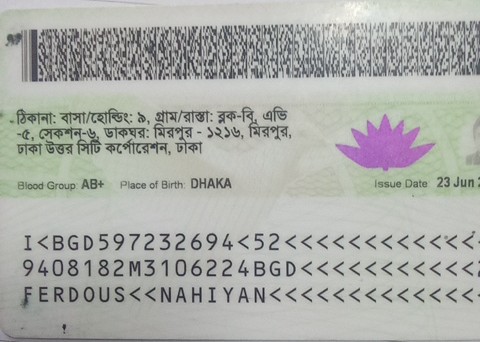 ঠিকানা: বাসা/হোল্ডিং: ৯, গ্রাম/রাস্তা: ব্লক-বি, এভি
-৫, সেকশন-৬, ডাকঘর: মিরপুর - ১২১৬, মিরপুর,
ঢাকা উত্তর সিটি কর্পোরেশন, ঢাকা
Blood Group: AB+ Place of Birth: DHAKA Issue Date: 23 Jun
I<BGD597232694<52<<<<<<<<<<<<<
9408182M3106224BGD<<<<<<<<<<<
FERDOUS<<NAHIYAN<<<<<<<<<<<<<